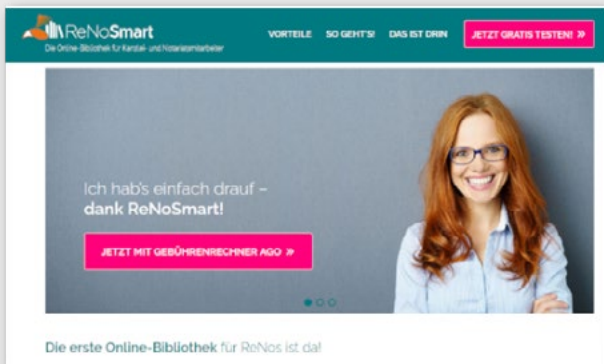 ReNoSmart
Die Online-Bibliothek für Kanzlei- und Notariatsmitarbeiter
VORTEILE SO GEHT'S! DAS IST DRIN JETZT GRATIS TESTEN! »
Ich hab's einfach drauf –
dank ReNoSmart!
JETZT MIT GEBÜHRENRECHNER AGO »
Die erste Online-Bibliothek für ReNos ist da!